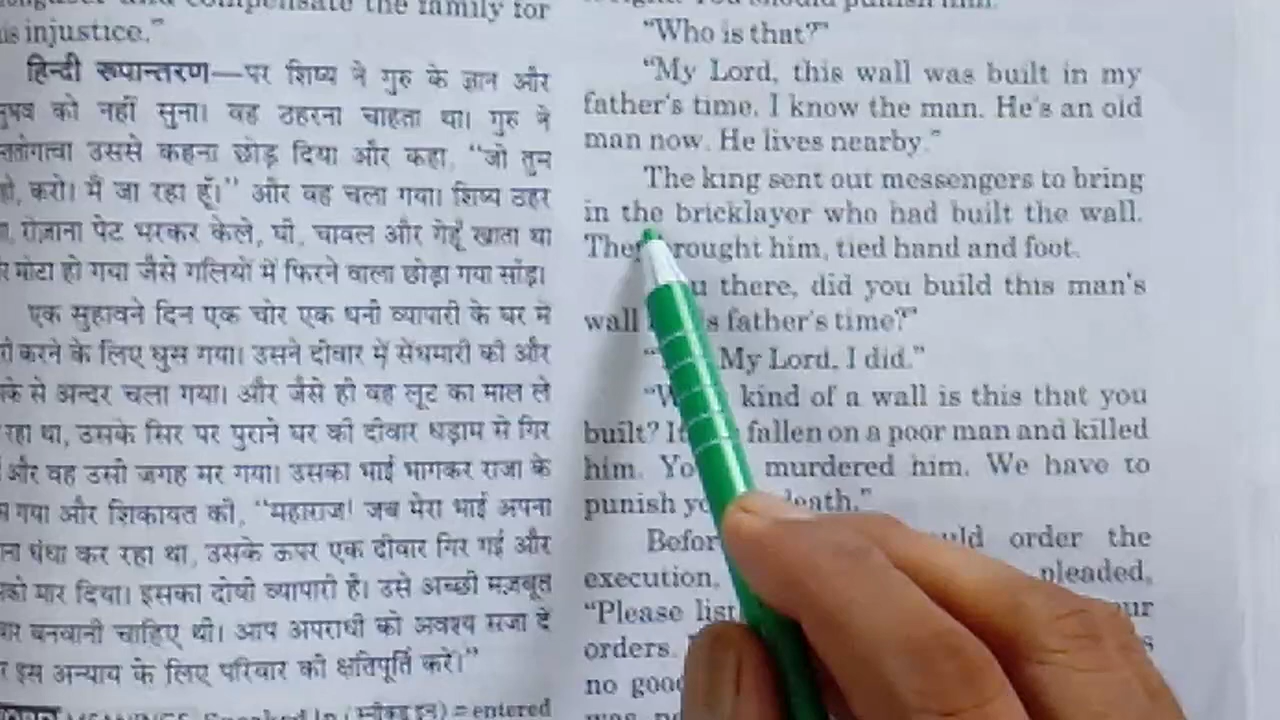 compensate the family for
injustice."
हिन्दी रूपान्तरण—पर शिष्य ने गुरु के ज्ञान और
को नहीं सुना। वह ठहरना चाहता था। गुरु ने
उससे कहना छोड़ दिया और कहा, "जो तुम
हो, करो। मैं जा रहा हूँ।" और वह चला गया। शिष्य ठहर
रोज़ाना पेट भरकर केले, घी, चावल और गेहूँ खाता था
मोटा हो गया जैसे गलियों में फिरने वाला छोड़ा गया सांड़।
एक सुहावने दिन एक चोर एक धनी व्यापारी के घर में
करने के लिए घुस गया। उसने दीवार में सेंधमारी की और
से अन्दर चला गया। और जैसे ही वह लूट का माल ले
रहा था, उसके सिर पर पुराने घर की दीवार धड़ाम से गिर
और वह उसी जगह मर गया। उसका भाई भागकर राजा के
गया और शिकायत की, "महाराज! जब मेरा भाई अपना
धंधा कर रहा था, उसके ऊपर एक दीवार गिर गई और
मार दिया। इसका दोषी व्यापारी है। उसे अच्छी मज़बूत
बनवानी चाहिए थी। आप अपराधी को अवश्य सजा दें
इस अन्याय के लिए परिवार की क्षतिपूर्ति करें।"
= entered
"Who is that?"
"My Lord, this wall was built in my
father's time. I know the man. He's an old
man now. He lives nearby."
The king sent out messengers to bring
in the bricklayer who had built the wall.
They brought him, tied hand and foot.
there, did you build this man's
wall father's time?"
My Lord, I did."
kind of a wall is this that you
built? fallen on a poor man and killed
him. murdered him. We have to
punish death."
order the
execution, pleaded,
"Please
orders.
no